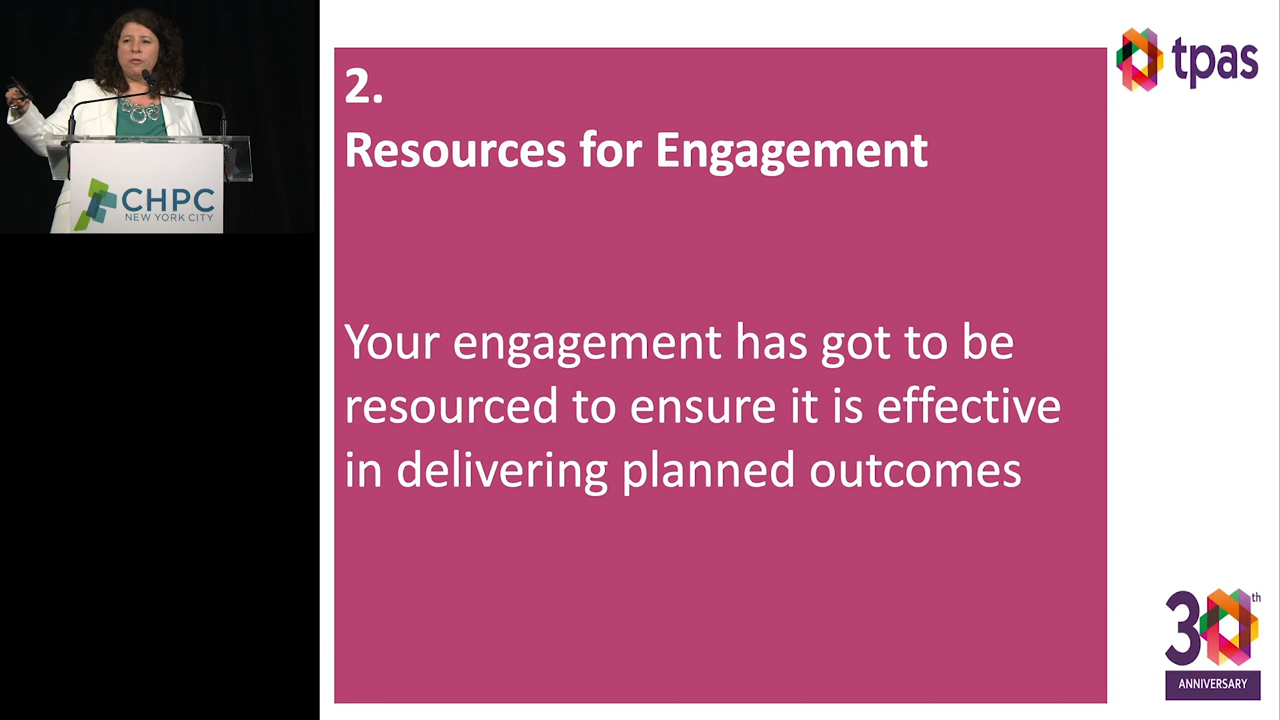 CHPC
NEW YORK CITY
2.
Resources for Engagement
Your engagement has got to be
resourced to ensure it is effective
in delivering planned outcomes
tpas
30th
ANNIVERSARY